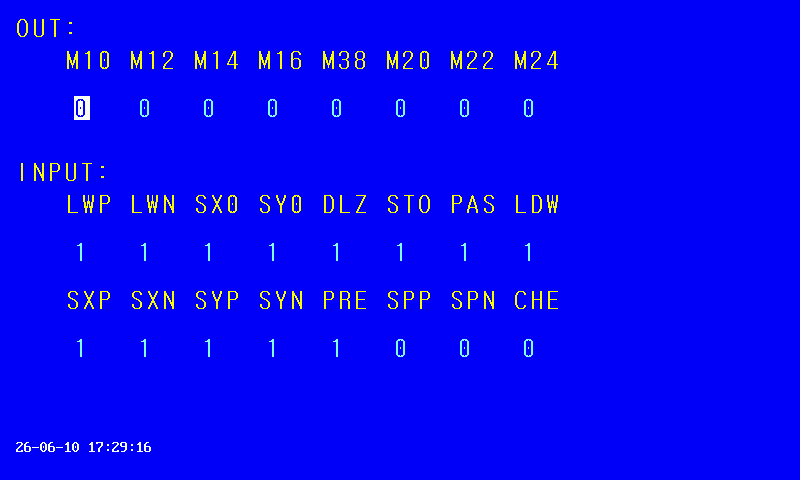 OUT:
M10 M12 M14 M16 M38 M20 M22 M24
0 0 0 0 0 0 0 0
INPUT:
LWP LWN SX0 SY0 DLZ STO PAS LDW
1 1 1 1 1 1 1 1
SXP SXN SYP SYN PRE SPP SPN CHE
1 1 1 1 1 0 0 0
26-06-10 17:29:16